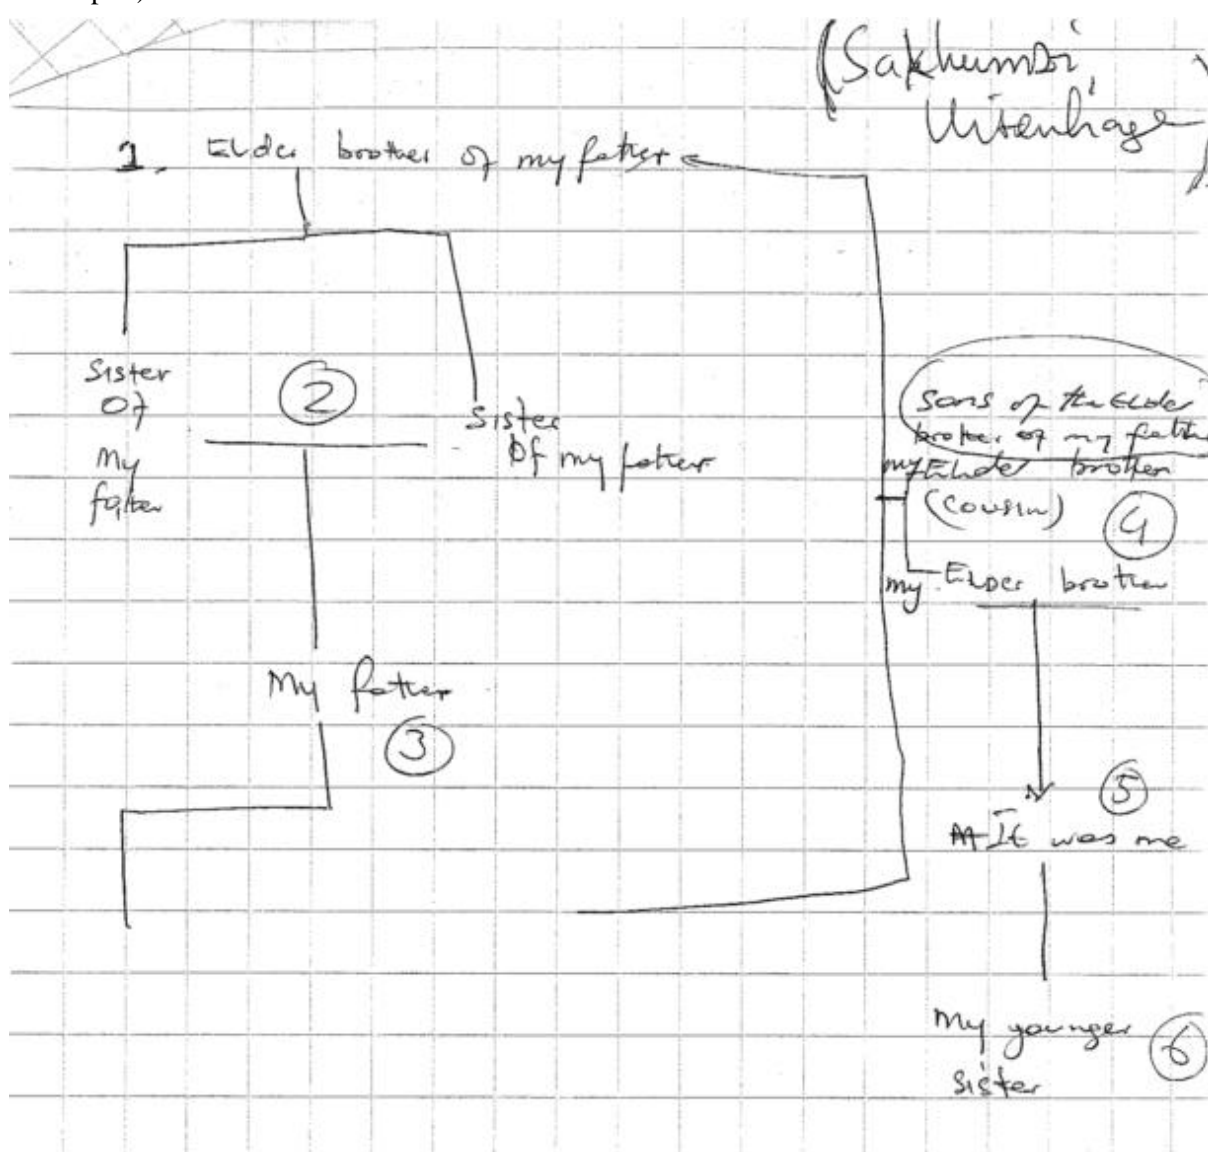 (Sakhumzi,
Uitenhage)
1. Elder brother of my father
Sister
Of
My
father
2
Sister
Of my father
Sons of the Elder
brother of my father
my Elder brother
(Cousin)
4
my Elder brother
My father
3
5
It was me
My younger
sister
6